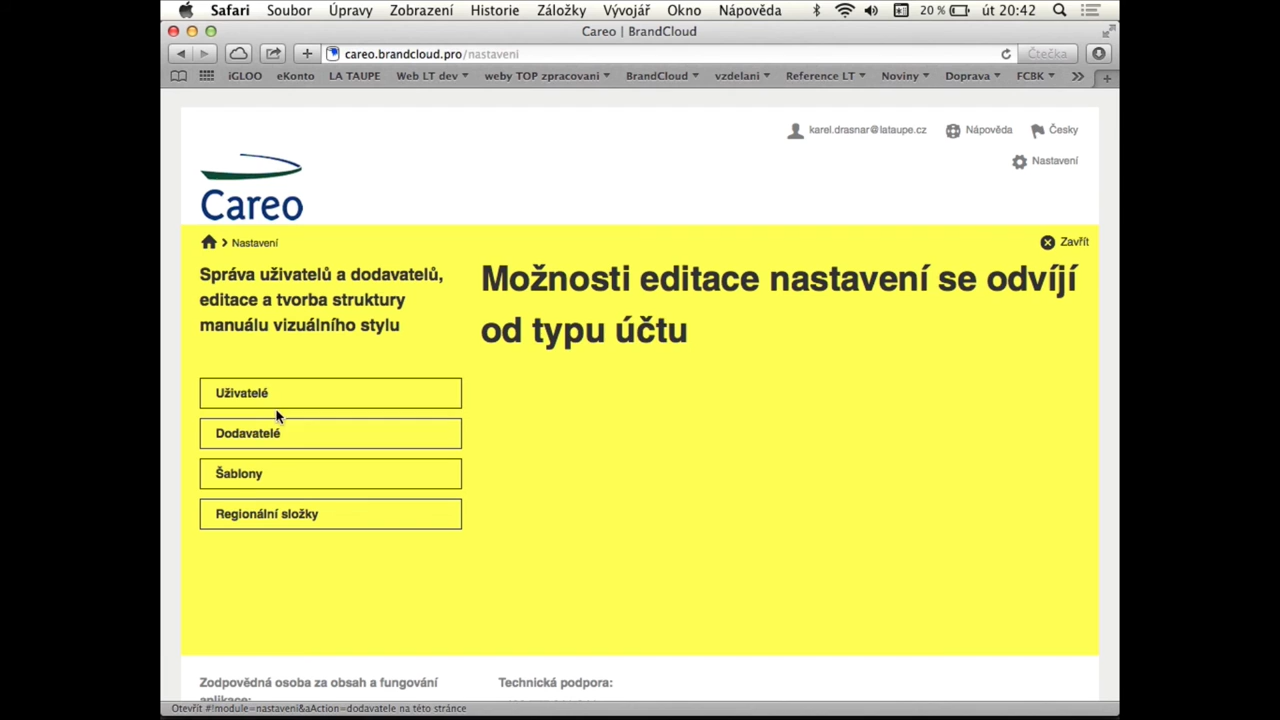 Safari Soubor Úpravy Zobrazení Historie Záložky Vývojář Okno Nápověda 20 % út 20:42
Careo | BrandCloud
careo.brandcloud.pro/nastavení Čtečka
iGLOO eKonto LA TAUPE Web LT dev weby TOP zpracovani BrandCloud vzdelani Reference LT Noviny Doprava FCBK
karel.drasnar@lataupe.cz Nápověda Česky
Nastavení
Careo
Nastavení
Zavřít
Správa uživatelů a dodavatelů,
editace a tvorba struktury
manuálu vizuálního stylu
Možnosti editace nastavení se odvíjí
od typu účtu
Uživatelé
Dodavatelé
Šablony
Regionální složky
Zodpovědná osoba za obsah a fungování
aplikace:
Technická podpora:
Otevřít #!module=nastaveni&aAction=dodavatele na této stránce